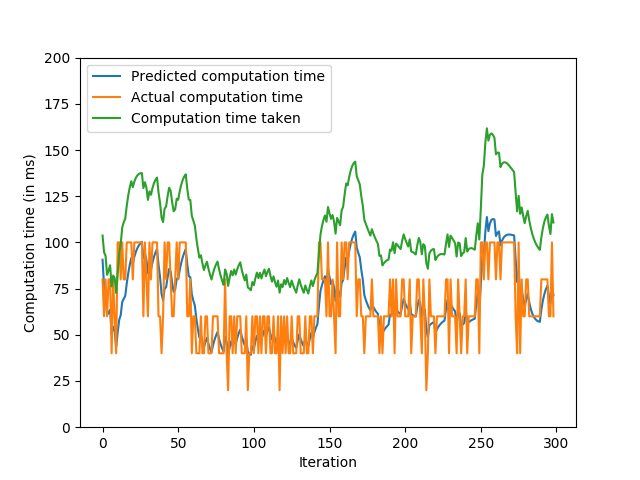 200
175
150
125
100
75
50
25
0
Computation time (in ms)
Predicted computation time
Actual computation time
Computation time taken
0 50 100 150 200 250 300
Iteration